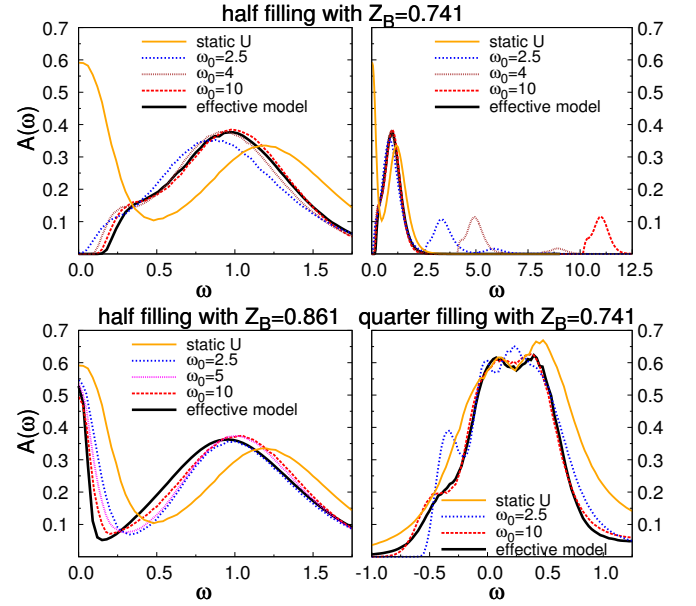 half filling with Z_B=0.741
0.7
0.6
0.5
0.4
0.3
0.2
0.1
A(ω)
static U
ω₀=2.5
ω₀=4
ω₀=10
effective model
0.0
0.5
1.0
1.5
ω
static U
ω₀=2.5
ω₀=4
ω₀=10
effective model
0.7
0.6
0.5
0.4
0.3
0.2
0.1
0.0
2.5
5.0
7.5
10.0
12.5
ω
half filling with Z_B=0.861
0.7
0.6
0.5
0.4
0.3
0.2
0.1
A(ω)
static U
ω₀=2.5
ω₀=5
ω₀=10
effective model
0.0
0.5
1.0
1.5
ω
quarter filling with Z_B=0.741
static U
ω₀=2.5
ω₀=10
effective model
0.7
0.6
0.5
0.4
0.3
0.2
0.1
-1.0
-0.5
0.0
0.5
1.0
ω